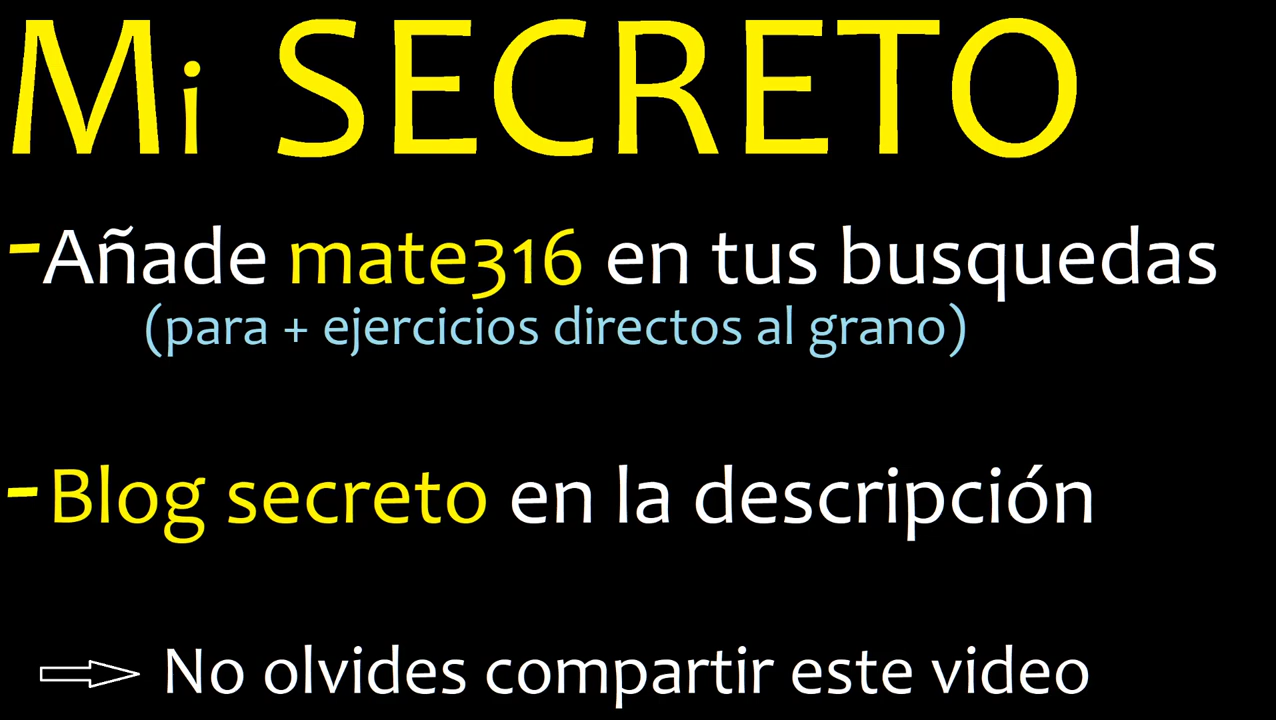 Mi SECRETO
-Añade mate316 en tus busquedas
(para + ejercicios directos al grano)
-Blog secreto en la descripción
No olvides compartir este video